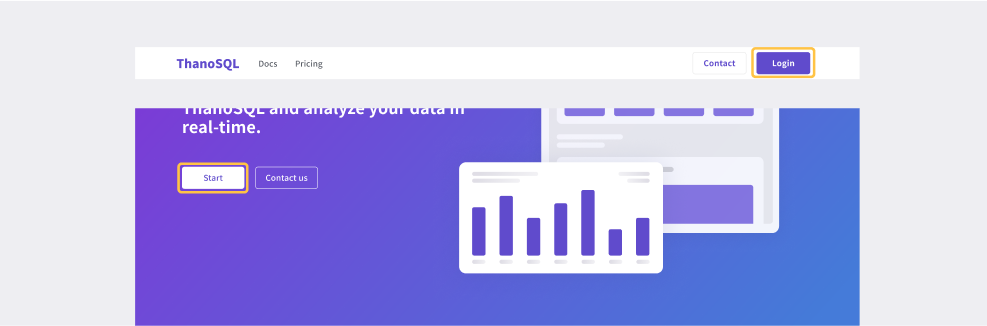 ThanoSQL
Docs
Pricing
Contact
Login
ThanoSQL and analyze your data in
real-time.
Start
Contact us